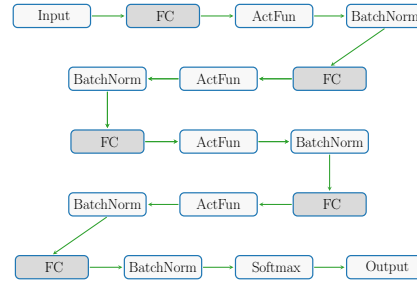 Input FC ActFun BatchNorm
BatchNorm ActFun FC
FC ActFun BatchNorm
BatchNorm ActFun FC
FC BatchNorm Softmax Output